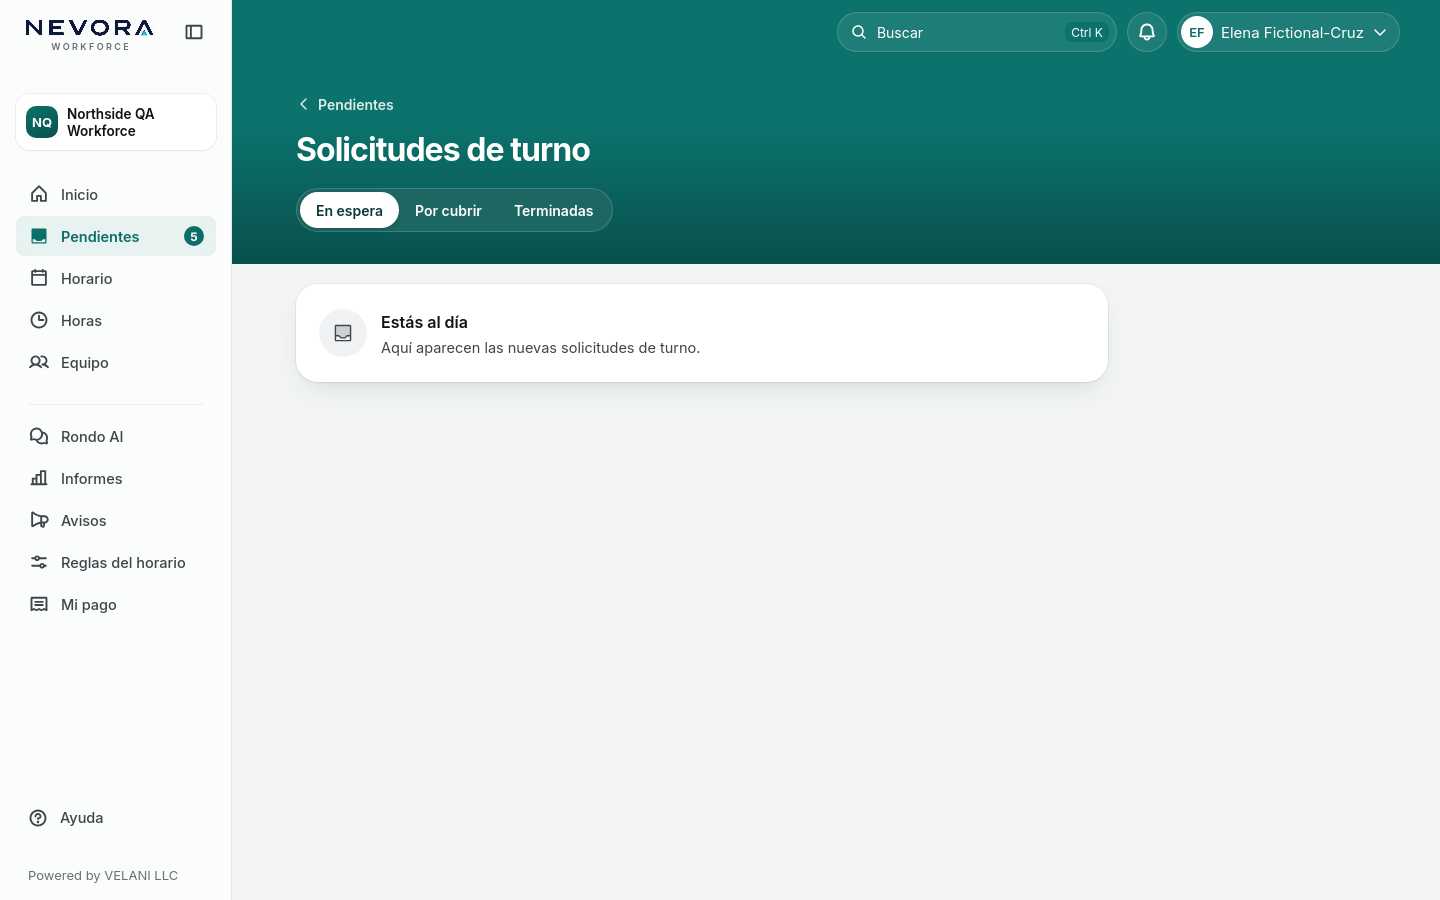 NEVORA
WORKFORCE
Buscar
Ctrl K
EF
Elena Fictional-Cruz
NQ
Northside QA
Workforce
Inicio
Pendientes
5
Horario
Horas
Equipo
Rondo AI
Informes
Avisos
Reglas del horario
Mi pago
Ayuda
Powered by VELANI LLC
Pendientes
Solicitudes de turno
En espera
Por cubrir
Terminadas
Estás al día
Aquí aparecen las nuevas solicitudes de turno.